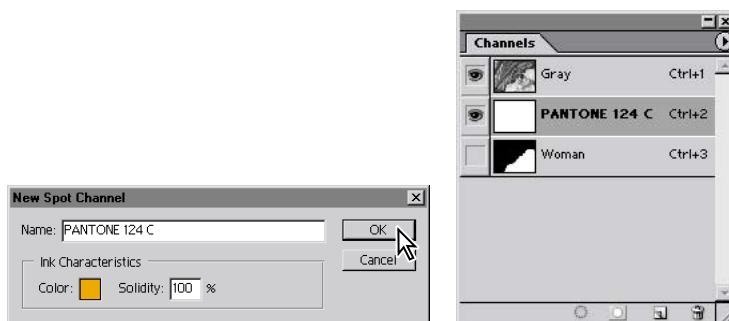 New Spot Channel
Name: PANTONE 124 C
OK
Ink Characteristics
Cancel
Color: Solidity: 100 %
Channels
Gray Ctrl+1
PANTONE 124 C Ctrl+2
Woman Ctrl+3